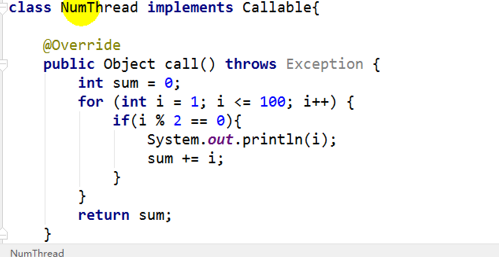 class NumThread implements Callable{
@Override
public Object call() throws Exception {
int sum = 0;
for (int i = 1; i <= 100; i++) {
if(i % 2 == 0){
System.out.println(i);
sum += i;
}
}
return sum;
}
NumThread